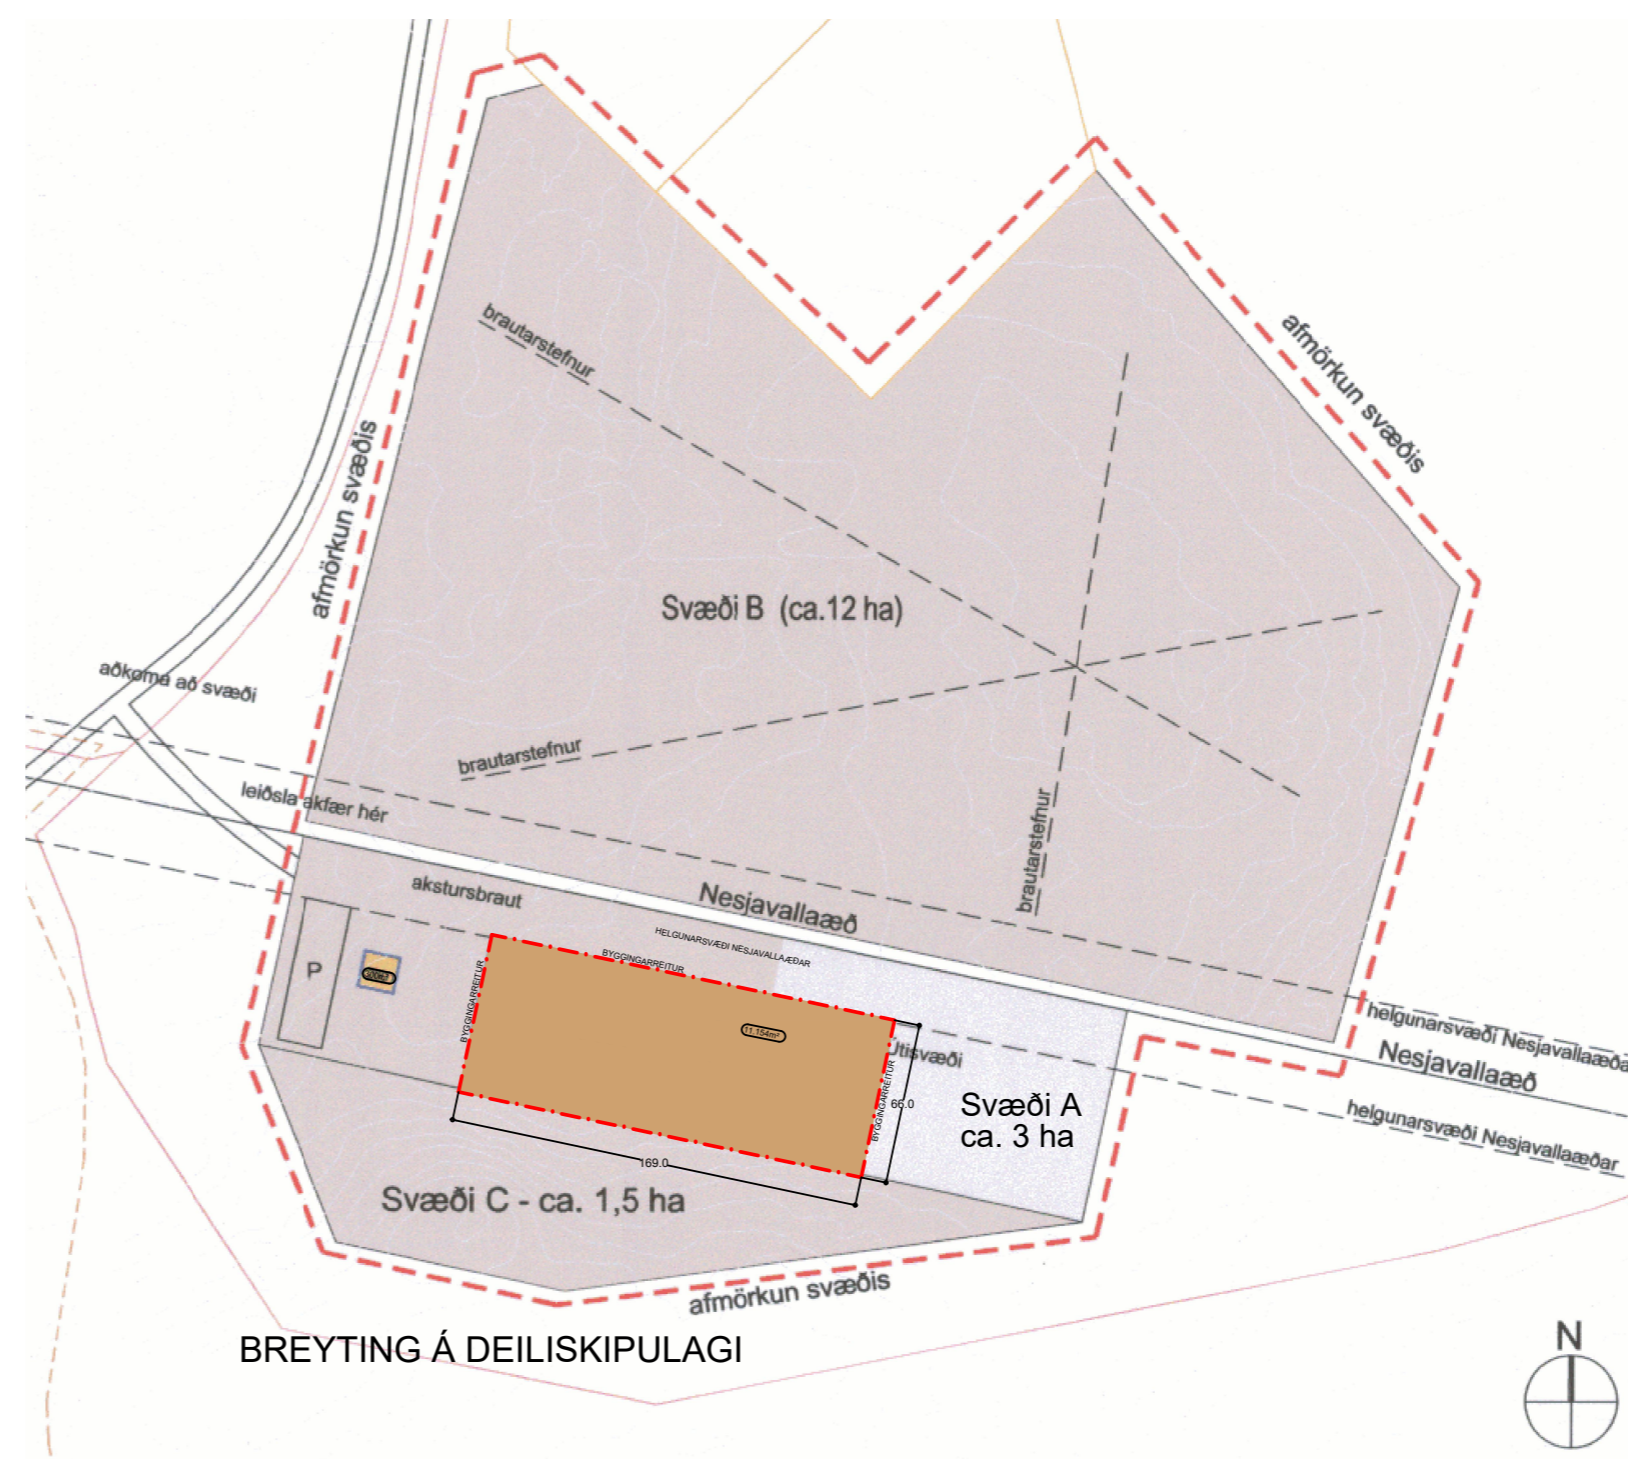 afmörkun svæðis
brautarstefnur
afmörkun svæðis
Svæði B (ca.12 ha)
aðkoma að svæði
brautarstefnur
leiðsla akfær hér
brautarstefnur
akstursbraut
Nesjavallaæð
HELGUNARSVÆÐI NESJAVALLAÆÐAR
BYGGINGARREITUR
BYGGINGARREITUR
P
11.154m²
Útisvæði
BYGGINGARREITUR
66.0
Svæði A
ca. 3 ha
helgunarsvæði Nesjavallaæða
Nesjavallaæð
helgunarsvæði Nesjavallaæðar
169.0
Svæði C - ca. 1,5 ha
afmörkun svæðis
BREYTING Á DEILISKIPULAGI
N